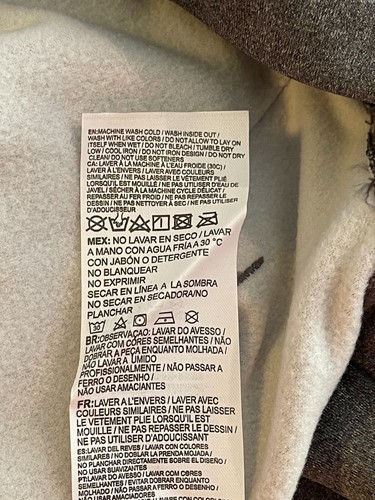 EN:MACHINE WASH COLD / WASH INSIDE OUT /
WASH WITH LIKE COLORS / DO NOT ALLOW TO LAY ON
ITSELF WHEN WET / DO NOT BLEACH / TUMBLE DRY
LOW / COOL IRON / DO NOT IRON DESIGN / DO NOT DRY
CLEAN/ DO NOT USE SOFTENERS
CA: LAVER À LA MACHINE À L'EAU FROIDE (30C) /
LAVER À L'ENVERS / LAVER AVEC COULEURS
SIMILAIRES / NE PAS LAISSER LE VÊTEMENT PLIÉ
LORSQU'IL EST MOUILLÉ / NE PAS UTILISER D'EAU DE
JAVEL / SÉCHER À LA MACHINE CYCLE DÉLICAT /
REPASSER AU FER FROID / NE PAS REPASSER LE
DESSIN / NE PAS NETTOYER À SEC / NE PAS UTILISER
D'ADOUCISSEUR
MEX: NO LAVAR EN SECO / LAVAR
A MANO CON AGUA FRÍA A 30 °C
CON JABÓN O DETERGENTE
NO BLANQUEAR
NO EXPRIMIR
SECAR EN LÍNEA A LA SOMBRA
NO SECAR EN SECADORA/NO
PLANCHAR
30
BR:OBSERVAÇAO: LAVAR DO AVESSO /
LAVAR COM CORES SEMELHANTES / NÃO
DOBRAR A PEÇA ENQUANTO MOLHADA /
NÃO LAVAR A ÚMIDO
PROFISSIONALMENTE / NÃO PASSAR A
FERRO O DESENHO /
NÃO USAR AMACIANTES
FR:LAVER A L'ENVERS / LAVER AVEC
COULEURS SIMILAIRES / NE PAS LAISSER
LE VETEMENT PLIE LORSQU'IL EST
MOUILLE / NE PAS REPASSER LE DESSIN /
NE PAS UTILISER D'ADOUCISSANT
ES:LAVAR DEL REVES / LAVAR CON COLORES
SIMILARES / NO DOBLAR LA PRENDA MOJADA /
NO PLANCHAR DIRECTAMENTE SOBRE EL DISEÑO /
NO USAR SUAVIZANTES
PT:LAVAR DO AVESSO / LAVAR COM CORES
SEMELHANTES / EVITAR DOBRAR ENQUANTO
MOLHADO / NÃO PASSAR A FERRO O DESENHO /
NÃO USAR AMACIADORES